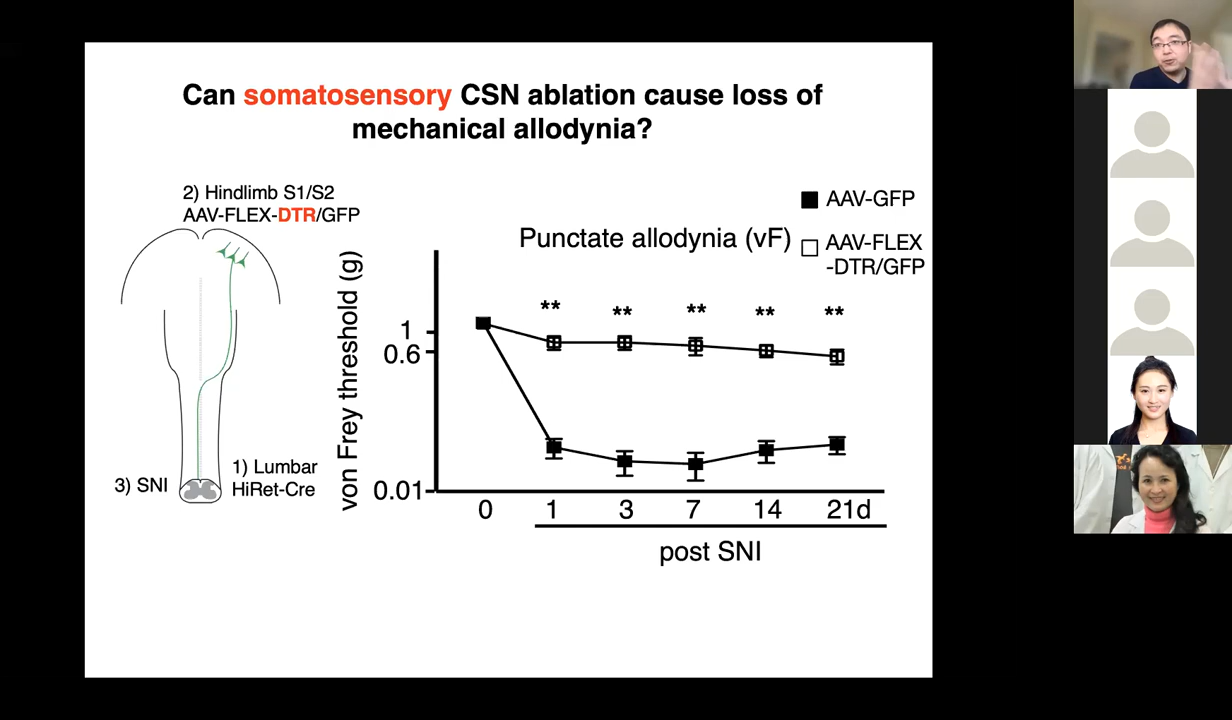 Can somatosensory CSN ablation cause loss of
mechanical allodynia?
2) Hindlimb S1/S2
AAV-FLEX-DTR/GFP
3) SNI
1) Lumbar
HiRet-Cre
AAV-GFP
AAV-FLEX
-DTR/GFP
Punctate allodynia (vF)
von Frey threshold (g)
1
0.6
0.01
** ** ** ** **
0 1 3 7 14 21d
post SNI